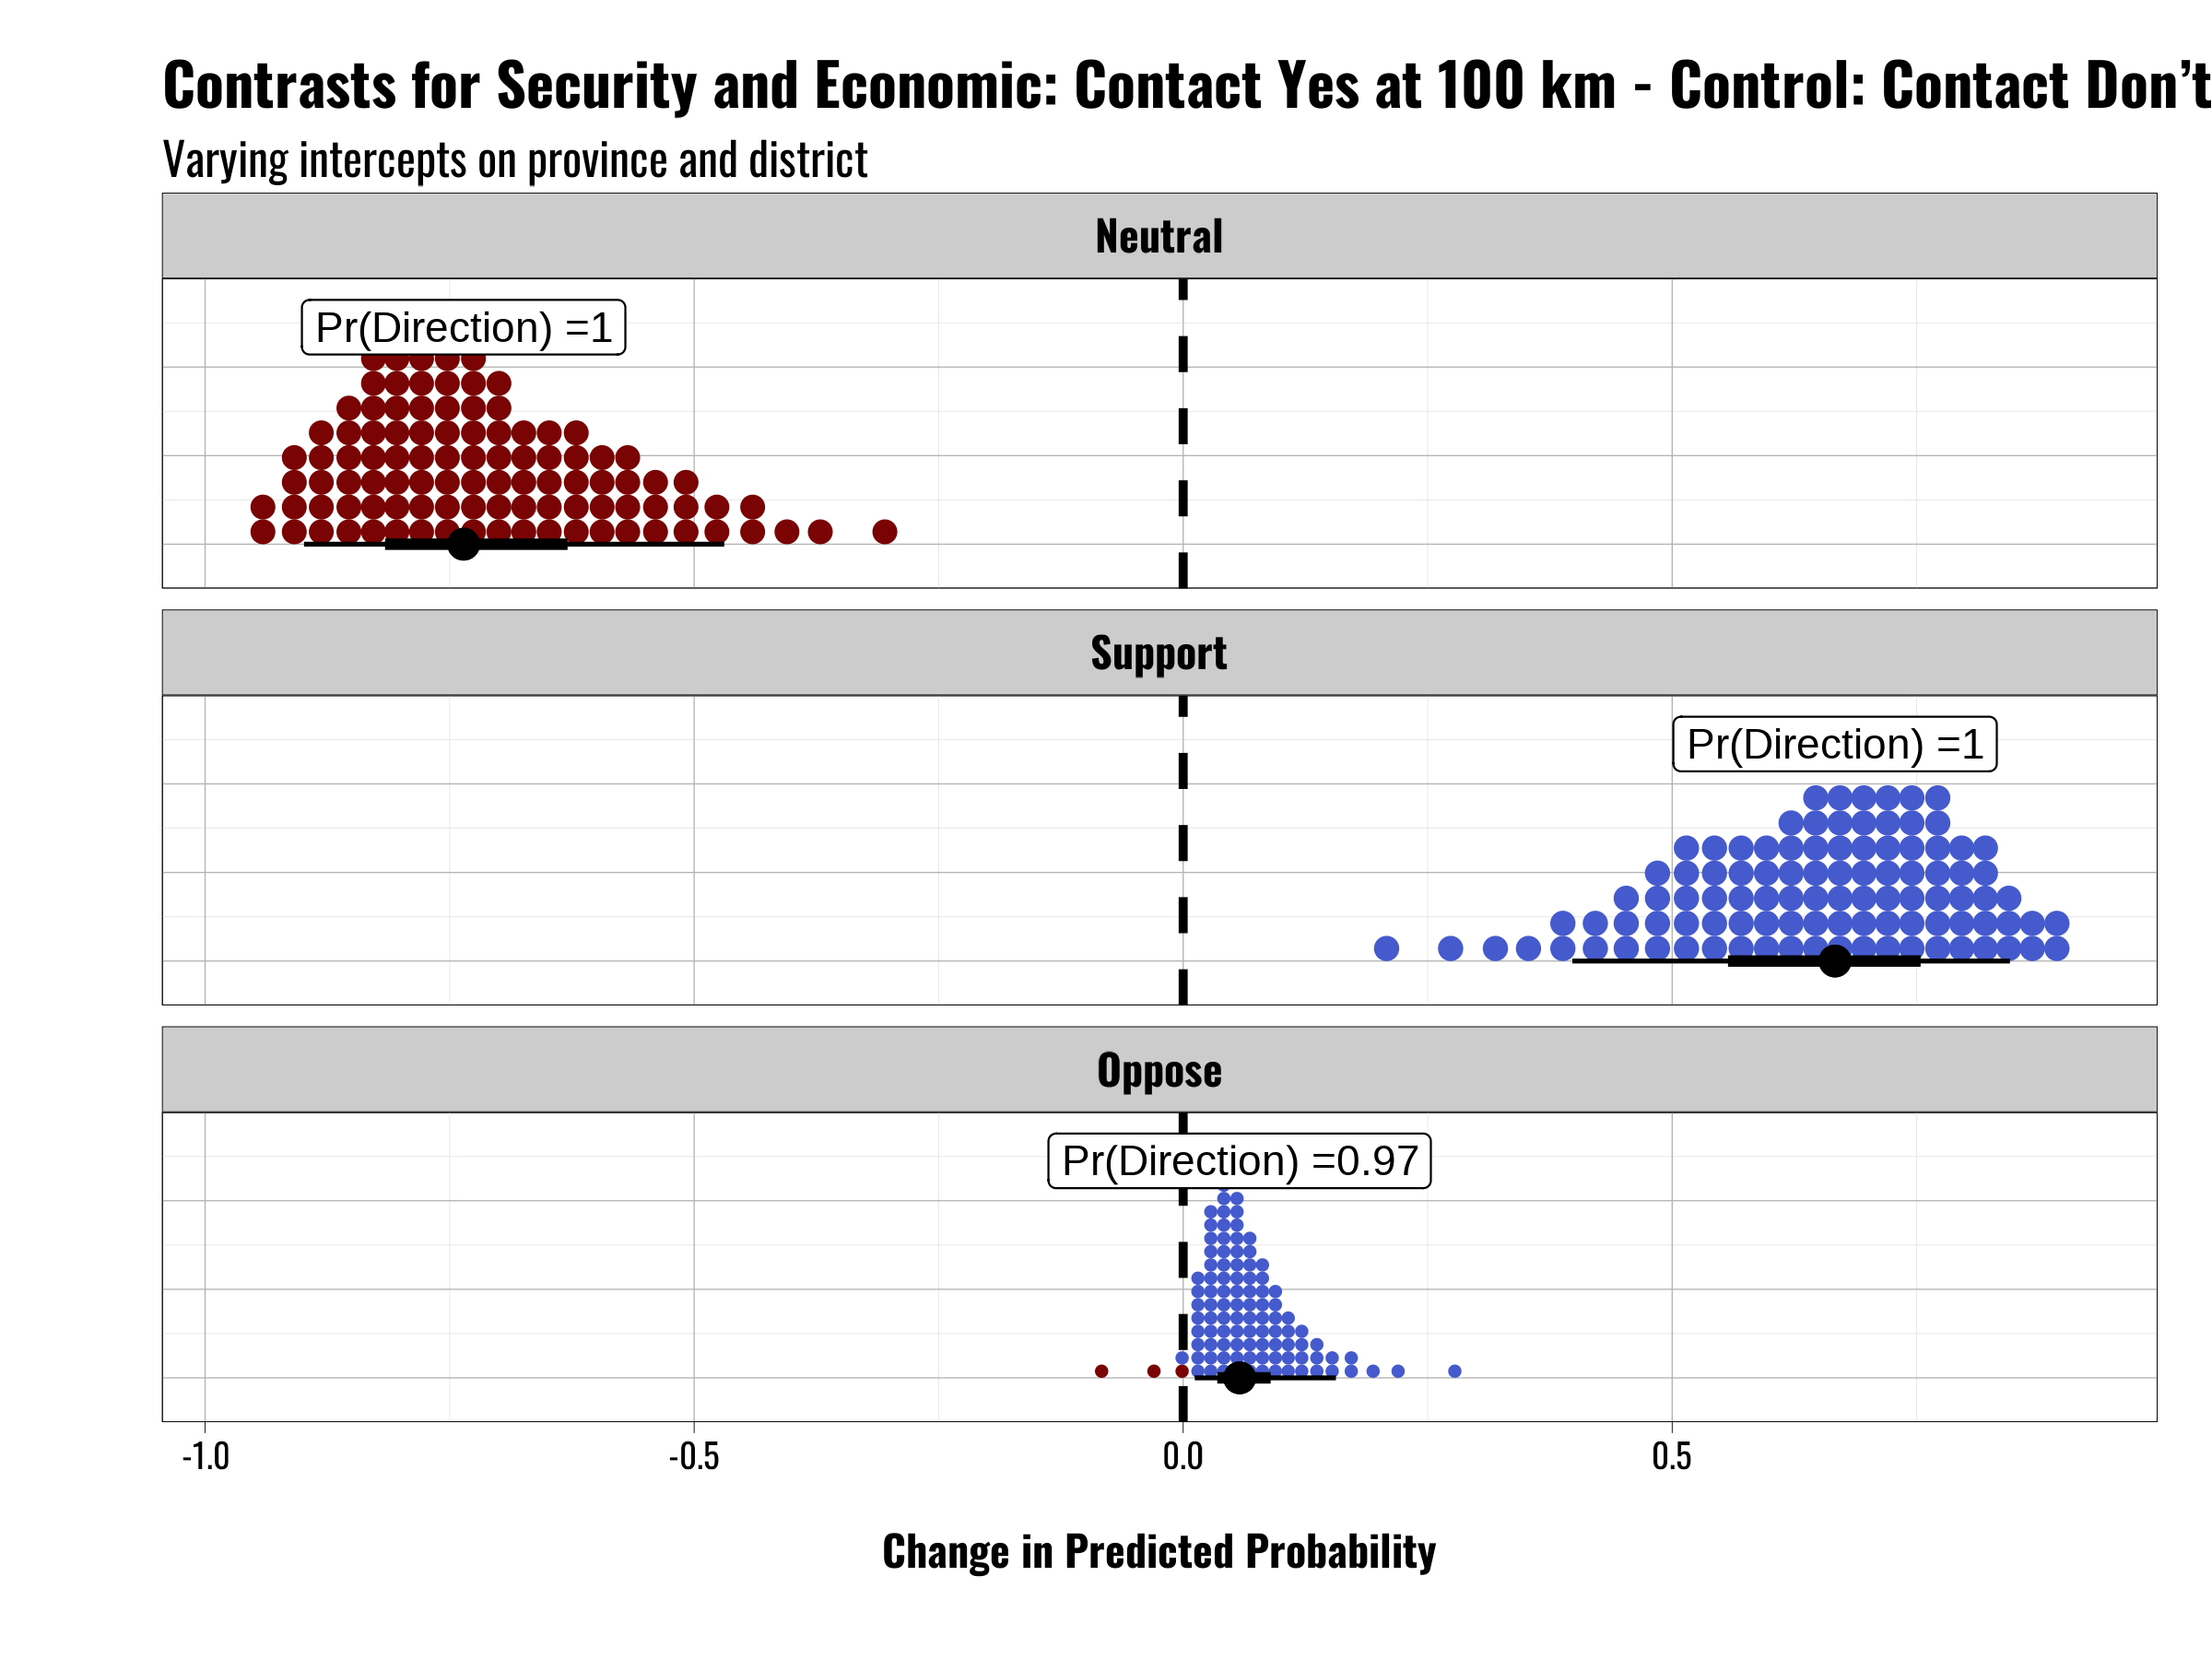 Contrasts for Security and Economic: Contact Yes at 100 km - Control: Contact Don’t
Varying intercepts on province and district
Neutral
Pr(Direction) =1
Support
Pr(Direction) =1
Oppose
Pr(Direction) =0.97
-1.0 -0.5 0.0 0.5
Change in Predicted Probability